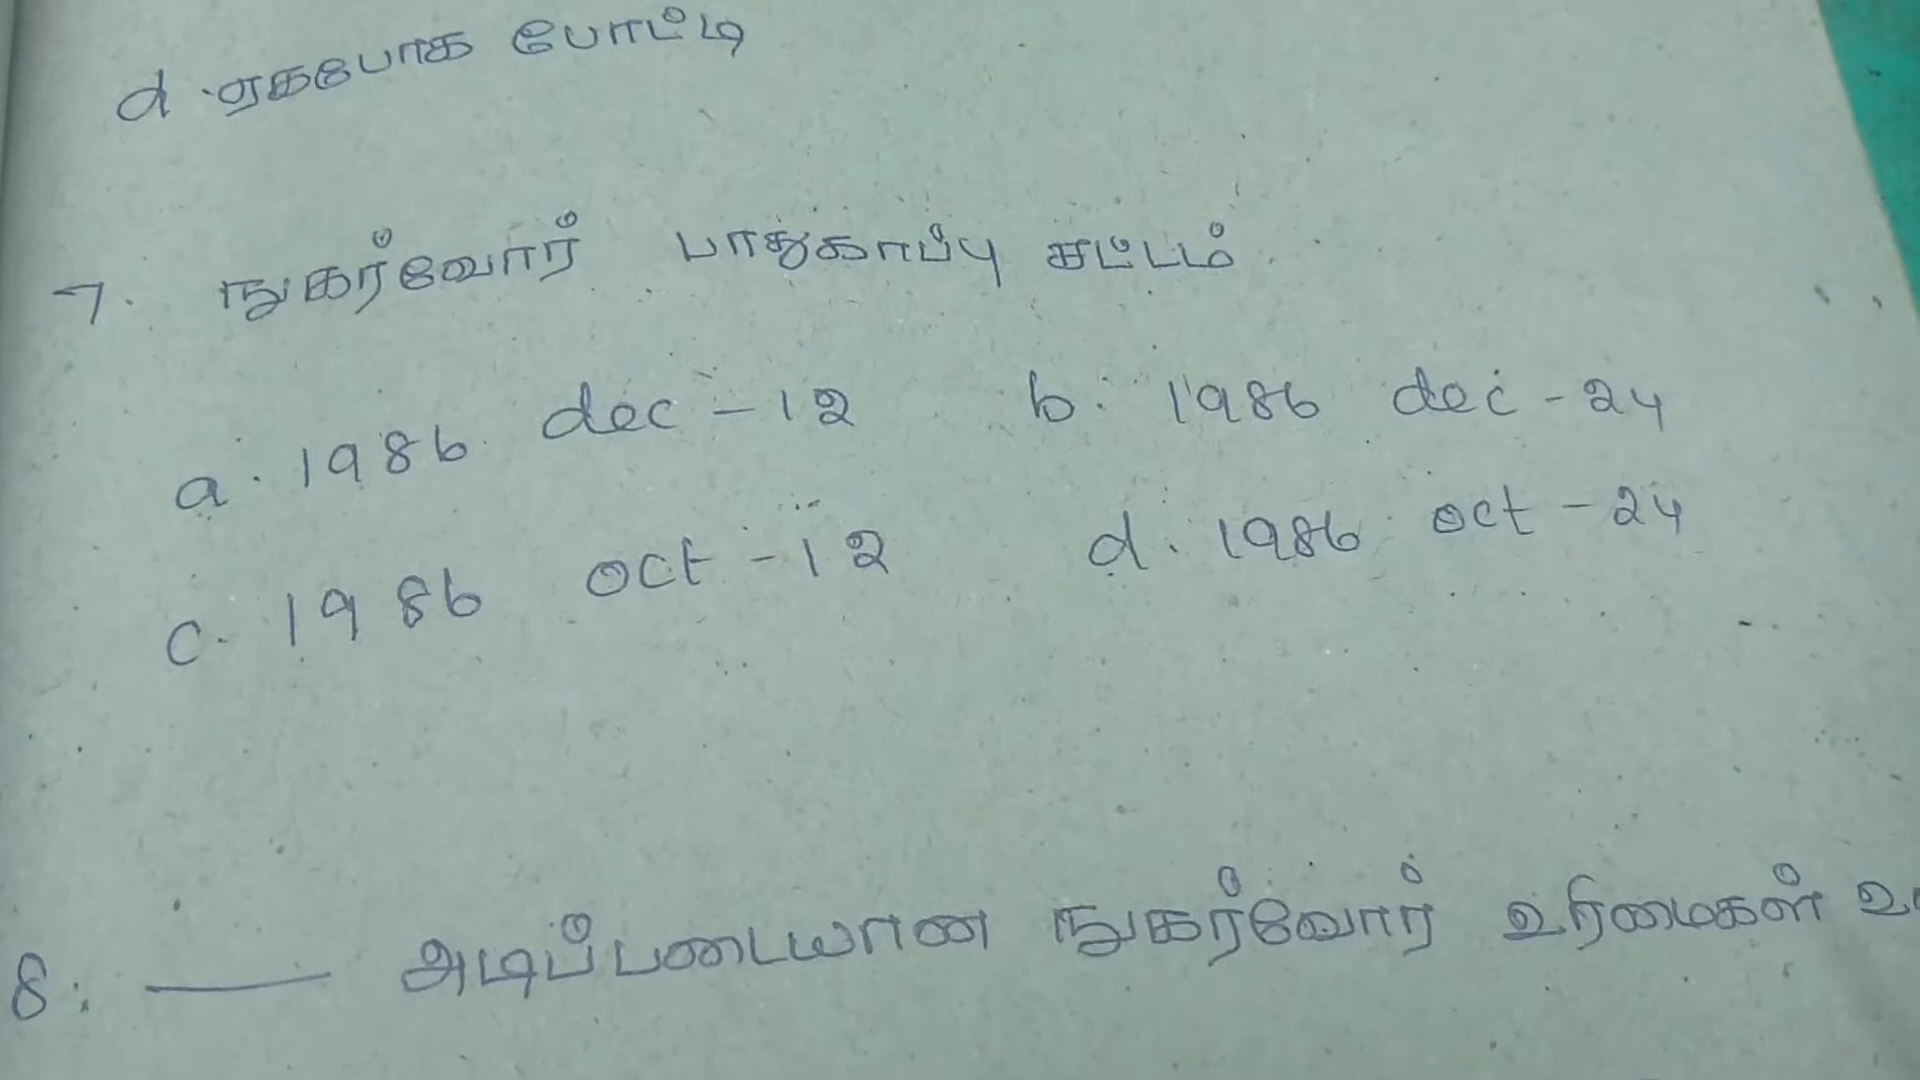 d. ஏகபோக போட்டி
7. நுகர்வோர் பாதுகாப்பு சட்டம்
a. 1986 dec - 12 b. 1986 dec - 24
c. 1986 oct - 12 d. 1986 oct - 24
8. அடிப்படையான நுகர்வோர் உரிமைகள்